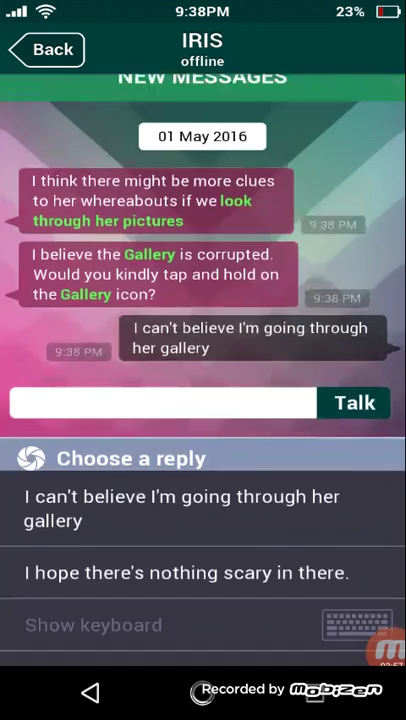 9:38PM
23%
Back
IRIS
offline
NEW MESSAGES
01 May 2016
I think there might be more clues
to her whereabouts if we look
through her pictures
9:38 PM
I believe the Gallery is corrupted.
Would you kindly tap and hold on
the Gallery icon?
9:38 PM
I can't believe I'm going through
her gallery
9:38 PM
Talk
Choose a reply
I can't believe I'm going through her
gallery
I hope there's nothing scary in there.
Show keyboard
Recorded by mobizen